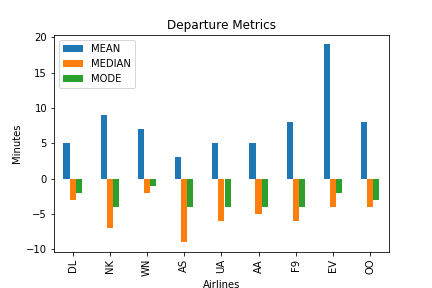 Departure Metrics
MEAN
MEDIAN
MODE
20
15
10
5
0
−5
−10
Minutes
DL NK WN AS UA AA F9 EV OO
Airlines